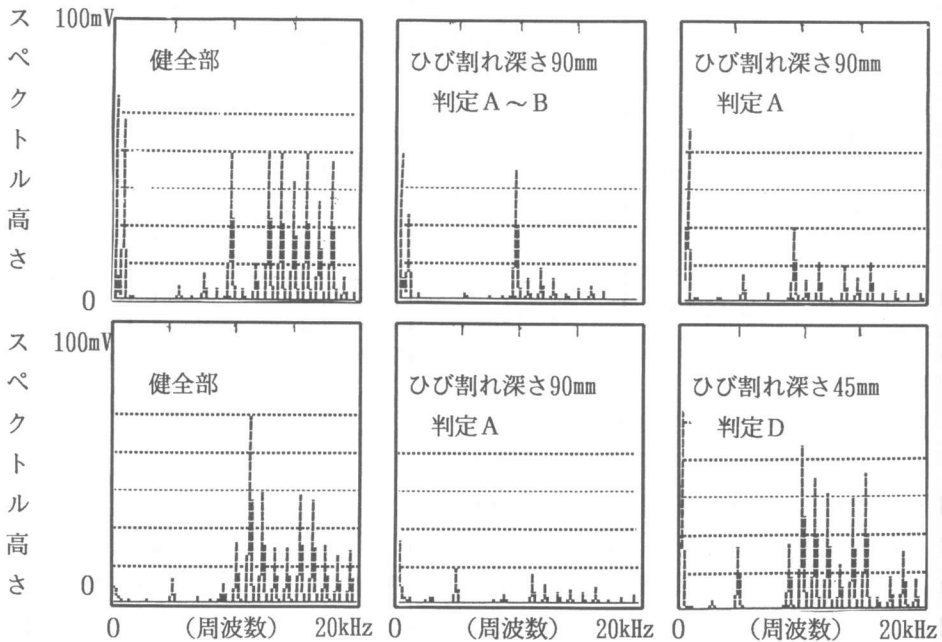 スペクトル高さ
100mV
0
健全部
ひび割れ深さ90mm
判定A～B
ひび割れ深さ90mm
判定A
スペクトル高さ
100mV
0
健全部
ひび割れ深さ90mm
判定A
ひび割れ深さ45mm
判定D
0 (周波数) 20kHz
0 (周波数) 20kHz
0 (周波数) 20kHz